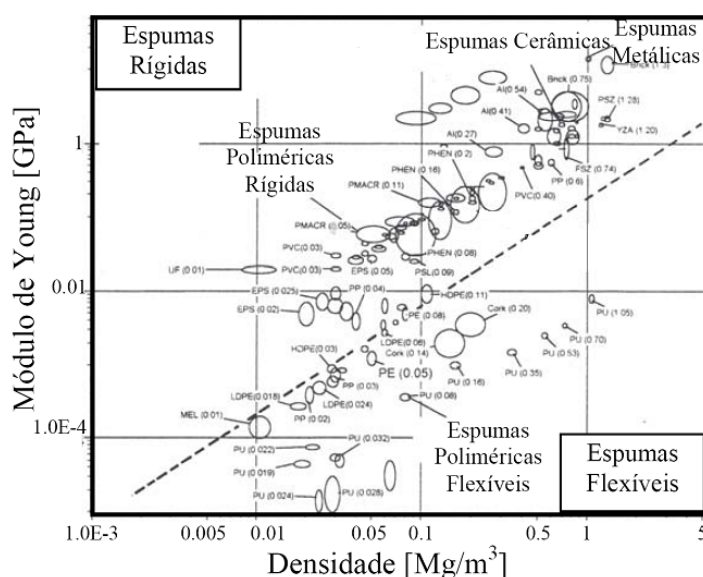 Espumas
Rígidas
Espumas Cerâmicas
Espumas
Metálicas
Brick (1.3)
Brick (0.75)
Al(0.54)
PSZ (1.28)
Al(0.41)
YZA (1.20)
Al(0.27)
Espumas
Poliméricas
Rígidas
PHEN (0.2)
PHEN (0.16)
FSZ (0.74)
PP (0.6)
PVC(0.40)
PMACR (0.11)
PMACR (0.05)
PHEN (0.08)
PVC(0.03)
UF (0.01)
PVC(0.03)
EPS (0.05)
PSL(0.09)
EPS (0.025)
PP (0.04)
HDPE(0.11)
EPS (0.02)
PE (0.08)
Cork (0.20)
PU (1.05)
LDPE (0.06)
PU (0.70)
HDPE(0.03)
Cork (0.14)
PU (0.53)
PE (0.05)
PU (0.35)
PP (0.03)
PU (0.16)
LDPE(0.018)
LDPE(0.024)
PU (0.08)
MEL (0.01)
PP (0.02)
PU (0.032)
PU (0.022)
Espumas
Poliméricas
Flexíveis
Espumas
Flexíveis
PU (0.019)
PU (0.024)
PU (0.028)
Módulo de Young [GPa]
1
0.01
1.0E-4
1.0E-3
0.005
0.01
0.05
0.1
0.5
1
5
Densidade [Mg/m³]